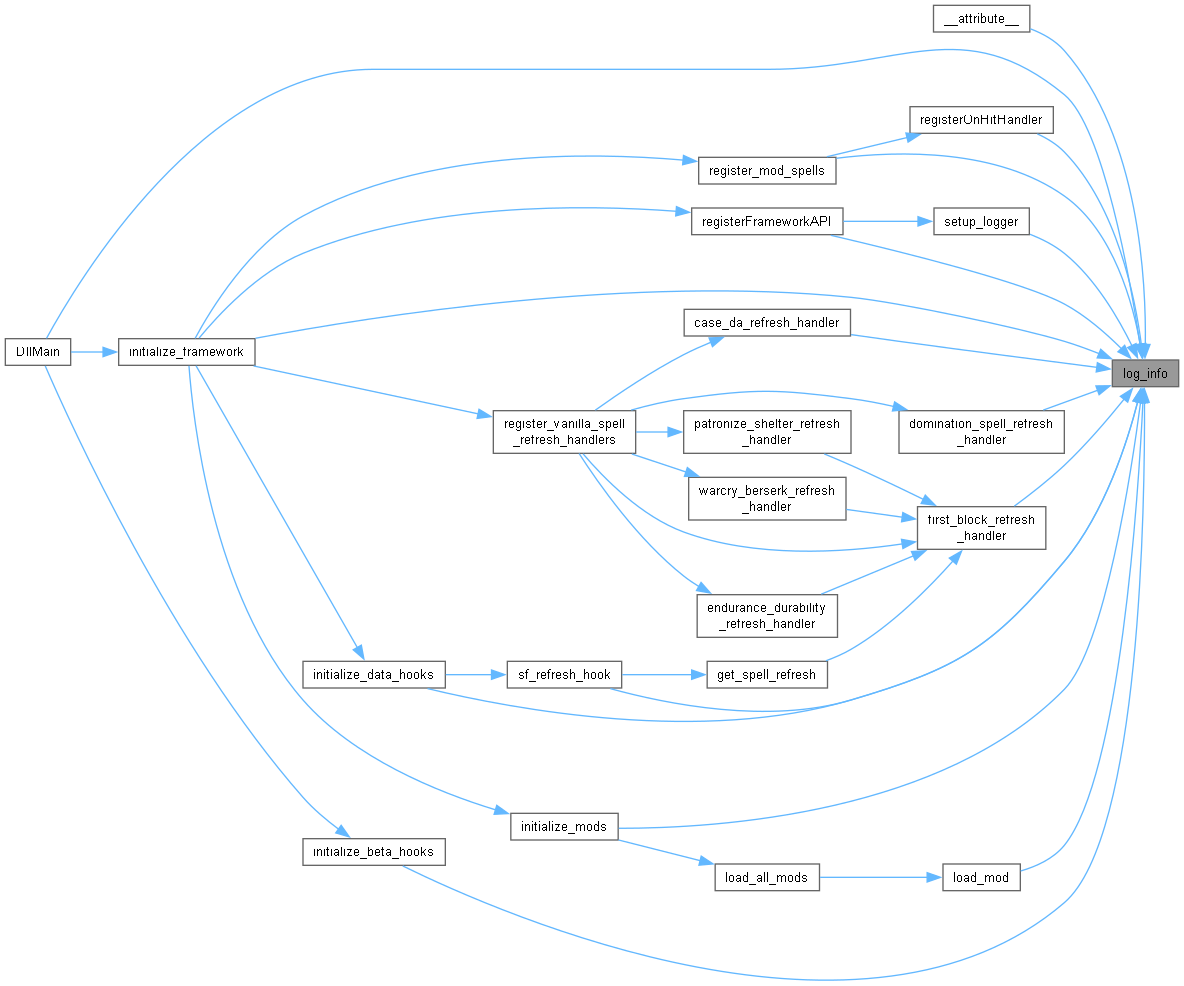 __attribute__
registerOnHitHandler
register_mod_spells
registerFrameworkAPI
setup_logger
case_da_refresh_handler
DllMain
initialize_framework
log_info
register_vanilla_spell
_refresh_handlers
patronize_shelter_refresh
_handler
domination_spell_refresh
_handler
warcry_berserk_refresh
_handler
first_block_refresh
_handler
endurance_durability
_refresh_handler
initialize_data_hooks
sf_refresh_hook
get_spell_refresh
initialize_mods
initialize_beta_hooks
load_all_mods
load_mod